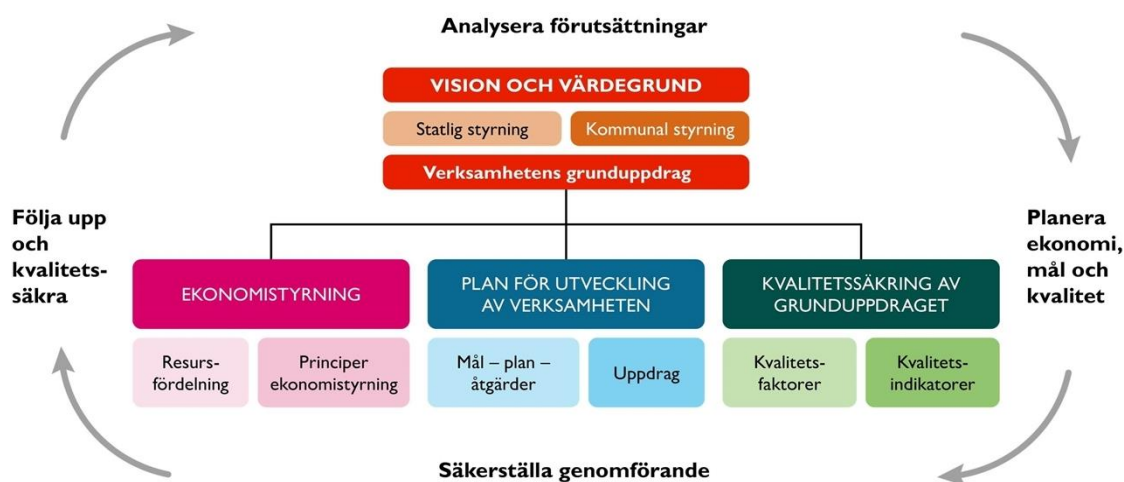 Analysera förutsättningar
VISION OCH VÄRDEGRUND
Statlig styrning
Kommunal styrning
Verksamhetens grunduppdrag
Följa upp
och
kvalitets-
säkra
Planera
ekonomi,
mål och
kvalitet
EKONOMISTYRNING
PLAN FÖR UTVECKLING
AV VERKSAMHETEN
KVALITETSSÄKRING AV
GRUNDUPPDRAGET
Resurs-
fördelning
Principer
ekonomistyrning
Mål – plan –
åtgärder
Uppdrag
Kvalitets-
faktorer
Kvalitets-
indikatorer
Säkerställa genomförande